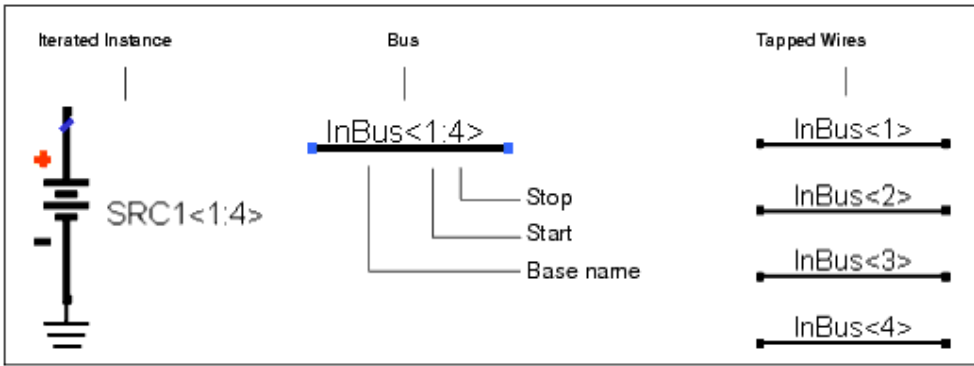 Iterated Instance
Bus
Tapped Wires
InBus<1:4>
InBus<1>
SRC1<1:4>
Stop
Start
Base name
InBus<2>
InBus<3>
InBus<4>